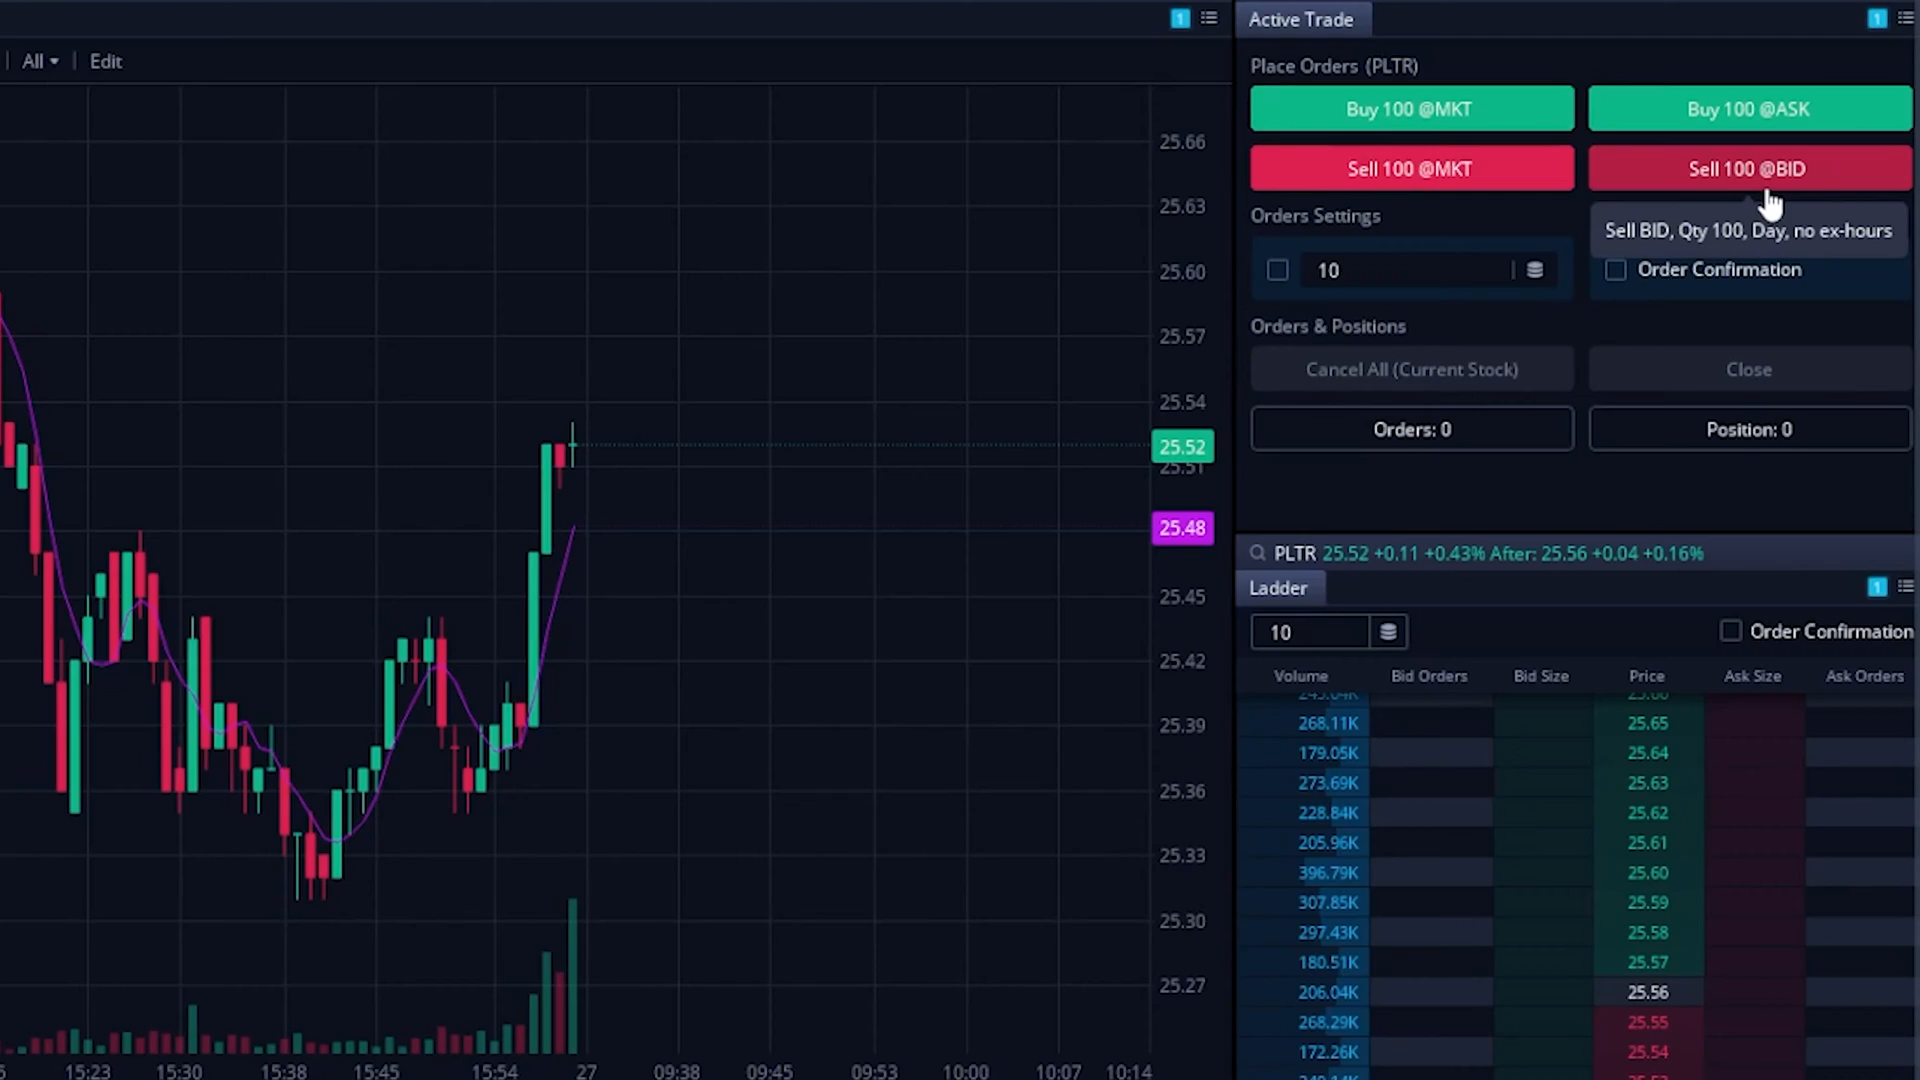 1
Active Trade
1
All
Edit
Place Orders (PLTR)
Buy 100 @MKT
Buy 100 @ASK
Sell 100 @MKT
Sell 100 @BID
Orders Settings
Sell BID, Qty 100, Day, no ex-hours
10
Order Confirmation
Orders & Positions
Cancel All (Current Stock)
Close
Orders: 0
Position: 0
25.66
25.63
25.60
25.57
25.54
25.52
25.51
25.48
25.45
25.42
25.39
25.36
25.33
25.30
25.27
15:23
15:30
15:38
15:45
15:54
27
09:38
09:45
09:53
10:00
10:07
10:14
PLTR 25.52 +0.11 +0.43% After: 25.56 +0.04 +0.16%
Ladder
1
10
Order Confirmation
Volume Bid Orders Bid Size Price Ask Size Ask Orders
268.11K 25.65
179.05K 25.64
273.69K 25.63
228.84K 25.62
205.96K 25.61
396.79K 25.60
307.85K 25.59
297.43K 25.58
180.51K 25.57
206.04K 25.56
268.29K 25.55
172.26K 25.54